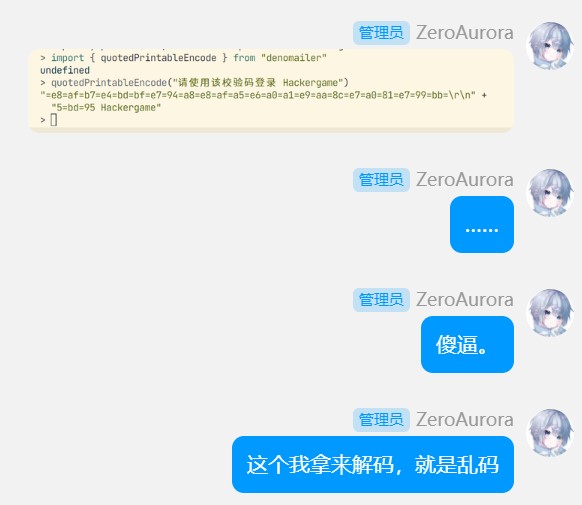 管理员 ZeroAurora
> import { quotedPrintableEncode } from "denomailer"
undefined
> quotedPrintableEncode("请使用该校验码登录 Hackergame")
"=e8=af=b7=e4=bd=bf=e7=94=a8=e8=af=a5=e6=a0=a1=e9=aa=8c=e7=a0=81=e7=99=bb=\r\n" +
"5=bd=95 Hackergame"
>
管理员 ZeroAurora
......
管理员 ZeroAurora
傻逼。
管理员 ZeroAurora
这个我拿来解码，就是乱码